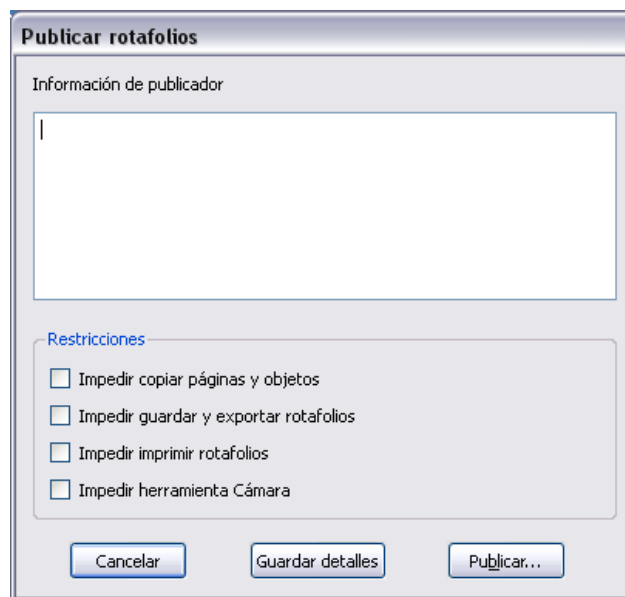 Publicar rotafolios
Información de publicador
Restricciones
Impedir copiar páginas y objetos
Impedir guardar y exportar rotafolios
Impedir imprimir rotafolios
Impedir herramienta Cámara
Cancelar Guardar detalles Publicar...